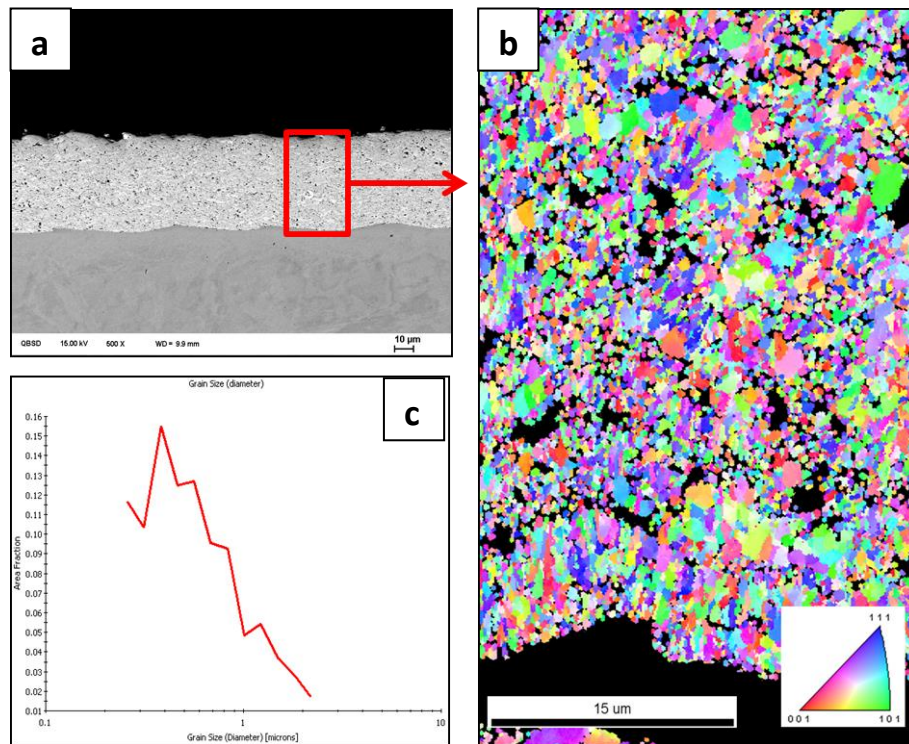 a
QBSD 15.00 kV 500 X WD = 9.9 mm 10 µm
b
15 um
1 1 1
0 0 1 1 0 1
c
Grain Size (diameter)
Area Fraction
0.16
0.15
0.14
0.13
0.12
0.11
0.10
0.09
0.08
0.07
0.06
0.05
0.04
0.03
0.02
0.01
0.1 1 10
Grain Size (Diameter) [microns]